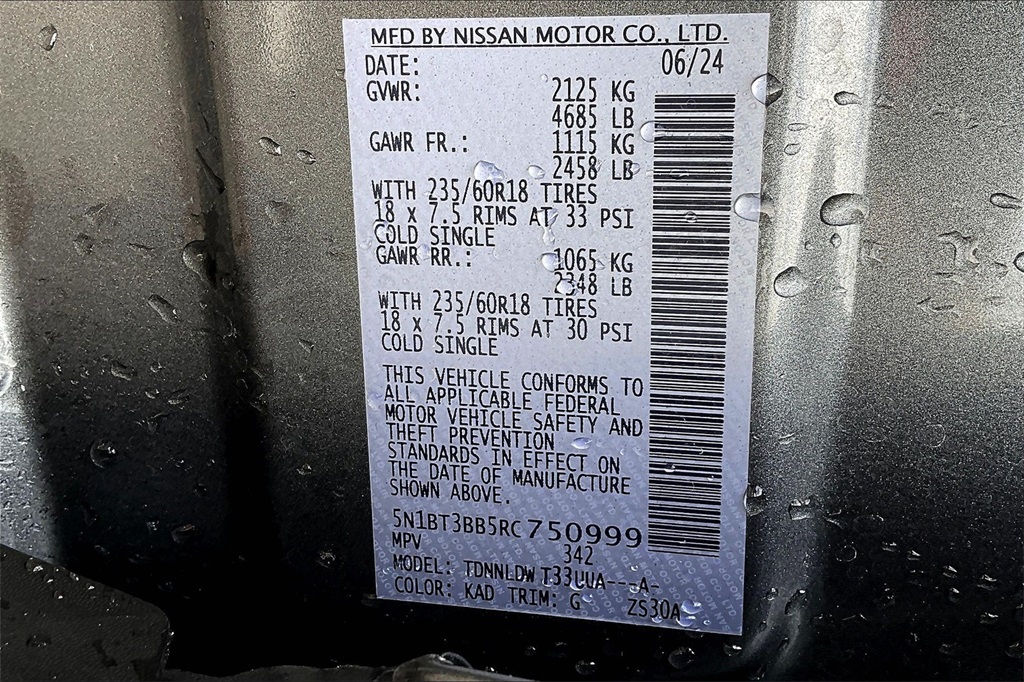 MFD BY NISSAN MOTOR CO., LTD.
DATE: 06/24
GVWR: 2125 KG
4685 LB
GAWR FR.: 1115 KG
2458 LB
WITH 235/60R18 TIRES
18 x 7.5 RIMS AT 33 PSI
COLD SINGLE
GAWR RR.: 1065 KG
2348 LB
WITH 235/60R18 TIRES
18 x 7.5 RIMS AT 30 PSI
COLD SINGLE
THIS VEHICLE CONFORMS TO
ALL APPLICABLE FEDERAL
MOTOR VEHICLE SAFETY AND
THEFT PREVENTION
STANDARDS IN EFFECT ON
THE DATE OF MANUFACTURE
SHOWN ABOVE.
5N1BT3BB5RC750999
MPV 342
MODEL: TDNNLDW T33UUA---A-
COLOR: KAD TRIM: G ZS30A